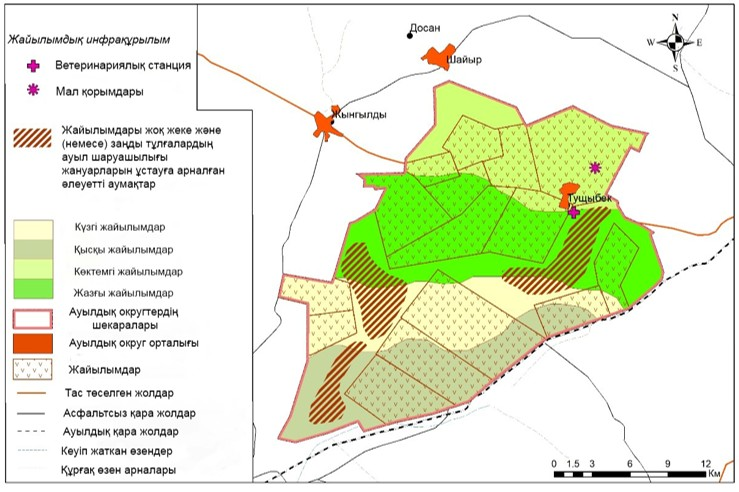 Жайылымдық инфрақұрылым
Ветеринариялық станция
Мал қорымдары
Жайылымдары жоқ жеке және
(немесе) заңды тұлғалардың
ауыл шаруашылығы
жануарларын ұстауға арналған
әлеуетті аумақтар
Күзгі жайылымдар
Қысқы жайылымдар
Көктемгі жайылымдар
Жазғы жайылымдар
Ауылдық округтердің
шекаралары
Ауылдық округ орталығы
Жайылымдар
Тас төселген жолдар
Асфальтсыз қара жолдар
Ауылдық қара жолдар
Кеуіп жаткан өзендер
Құрғақ өзен арналары
Досан
Шайыр
Жынғылды
Тущыбек
N
W
E
S
0 1.5 3 6 9 12
Км